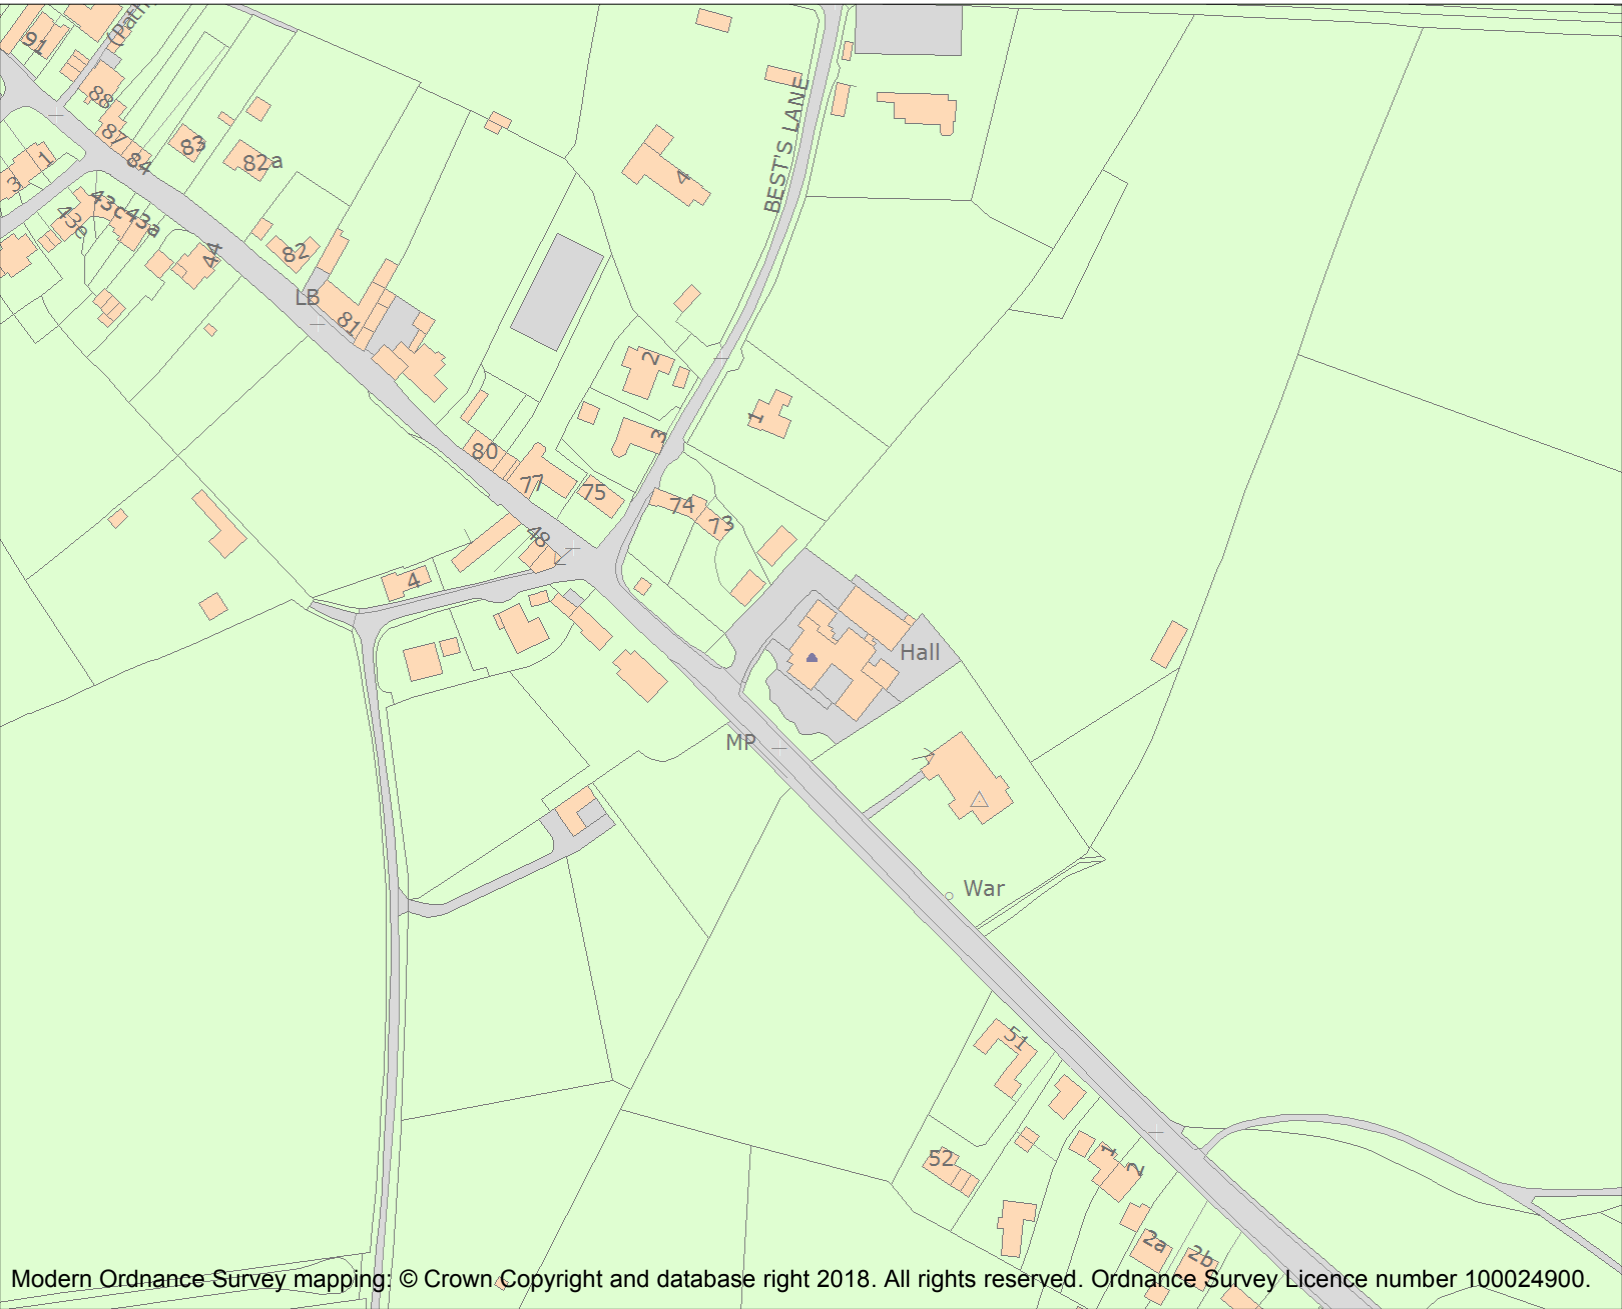 91
(Path
88
87
84
83
82a
1
3
43e
43c
43a
44
82
LB
81
4
BEST'S LANE
2
1
3
80
77
75
74
73
48
4
Hall
MP
War
51
52
1
2
2a
2b
Modern Ordnance Survey mapping: © Crown Copyright and database right 2018. All rights reserved. Ordnance Survey Licence number 100024900.